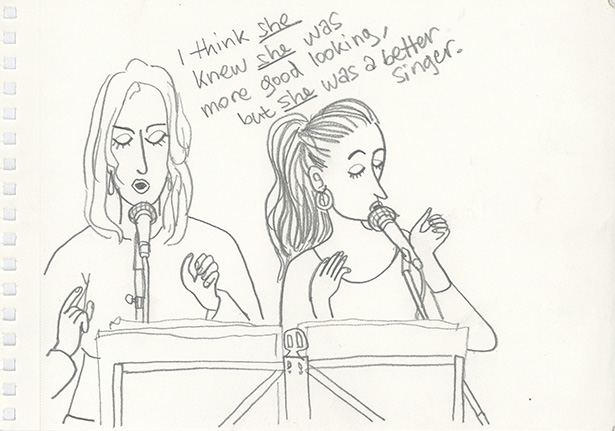 I think she
knew she was
more good looking,
but she was a better
singer.